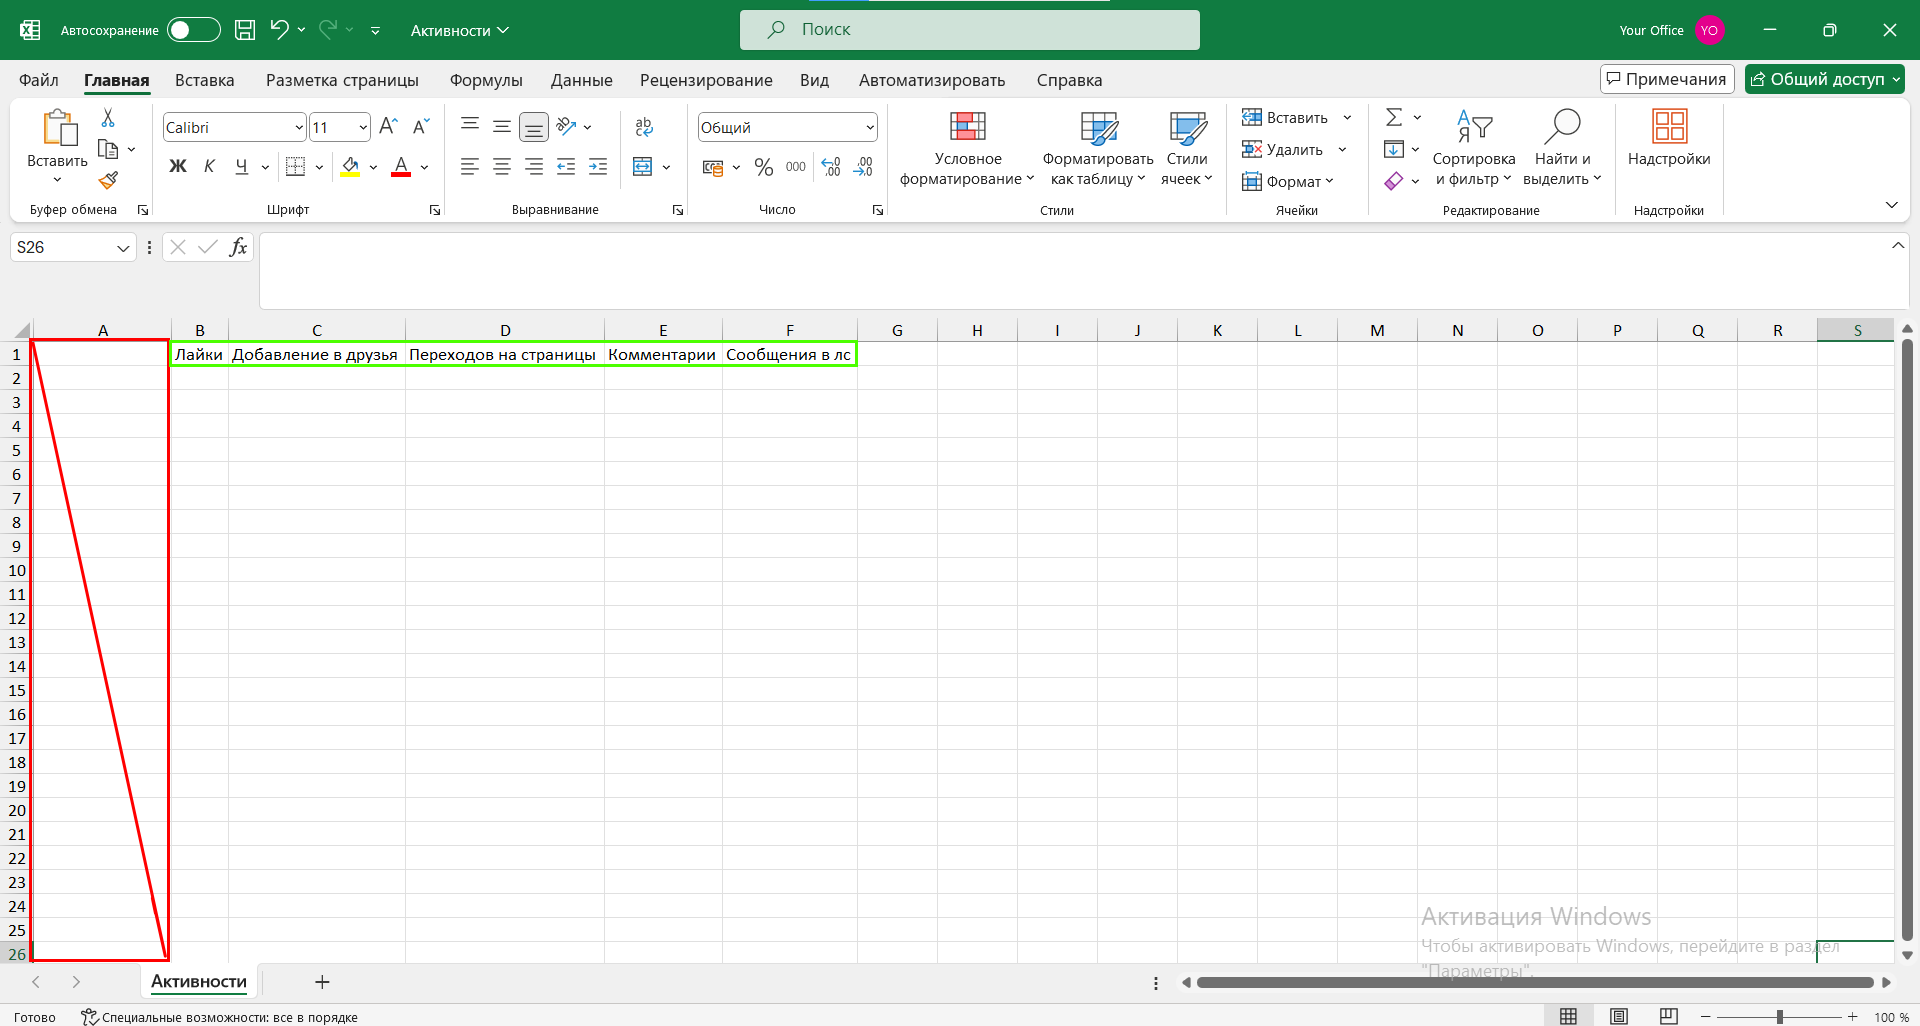 Автосохранение
Активности
Поиск
Your Office YO
Файл Главная Вставка Разметка страницы Формулы Данные Рецензирование Вид Автоматизировать Справка
Примечания Общий доступ
Вставить
Буфер обмена
Calibri 11
Ж К Ч
Шрифт
ab
Выравнивание
Общий
% 000
Число
Условное форматирование
Форматировать как таблицу
Стили ячеек
Стили
Вставить
Удалить
Формат
Ячейки
Сортировка и фильтр
Найти и выделить
Редактирование
Надстройки
Надстройки
S26 fx
A B C D E F G H I J K L M N O P Q R S
1 Лайки Добавление в друзья Переходов на страницы Комментарии Сообщения в лс
2
3
4
5
6
7
8
9
10
11
12
13
14
15
16
17
18
19
20
21
22
23
24
25
26
Активация Windows
Чтобы активировать Windows, перейдите в раздел
"Параметры".
Активности
Готово Специальные возможности: все в порядке 100 %